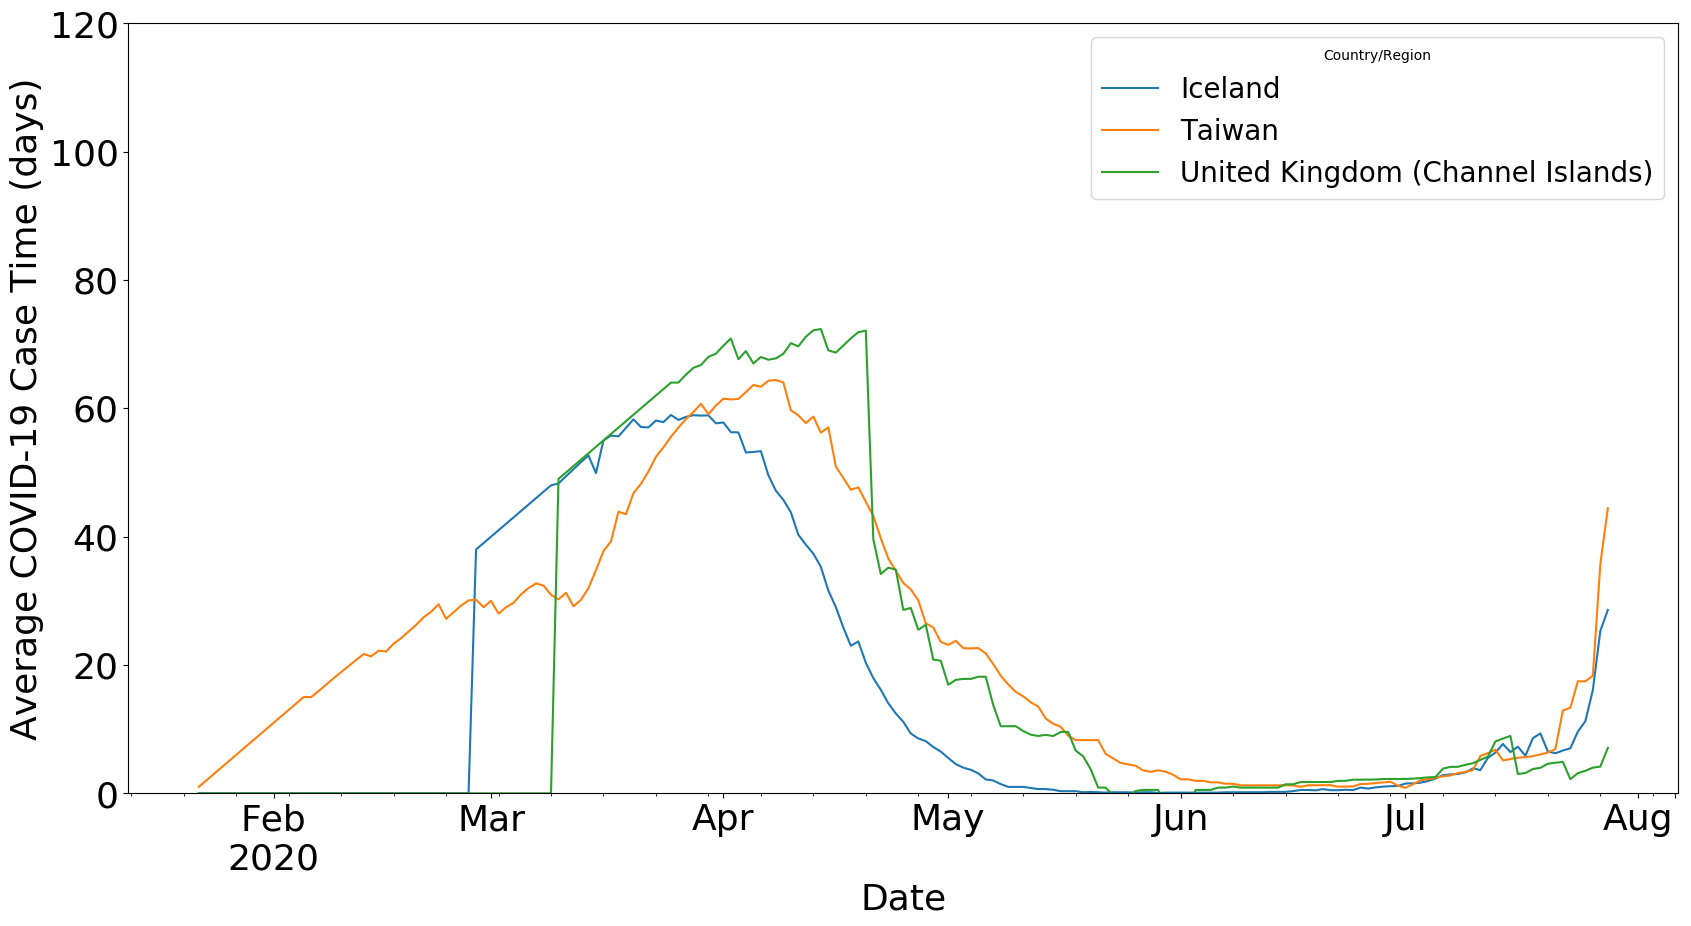 Average COVID-19 Case Time (days)
120
100
80
60
40
20
0
Country/Region
Iceland
Taiwan
United Kingdom (Channel Islands)
Feb Mar Apr May Jun Jul Aug
2020
Date